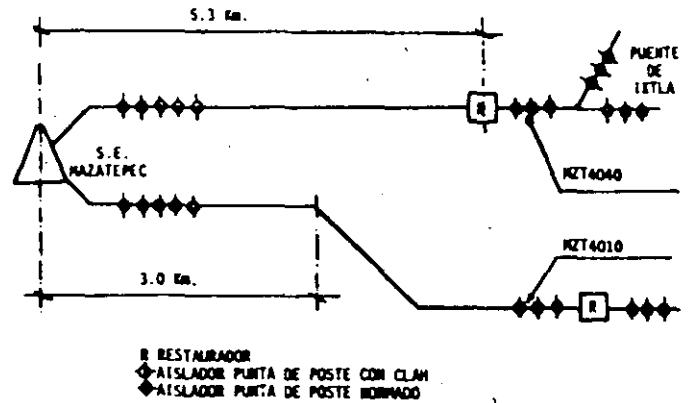 5.3 Km.
PUENTE
DE
IXTLA
R
S.E.
MAZATEPEC
MZT4040
MZT4010
3.0 Km.
R
R RESTAURADOR
AISLADOR PUNTA DE POSTE CON CLAM
AISLADOR PUNTA DE POSTE NORMADO